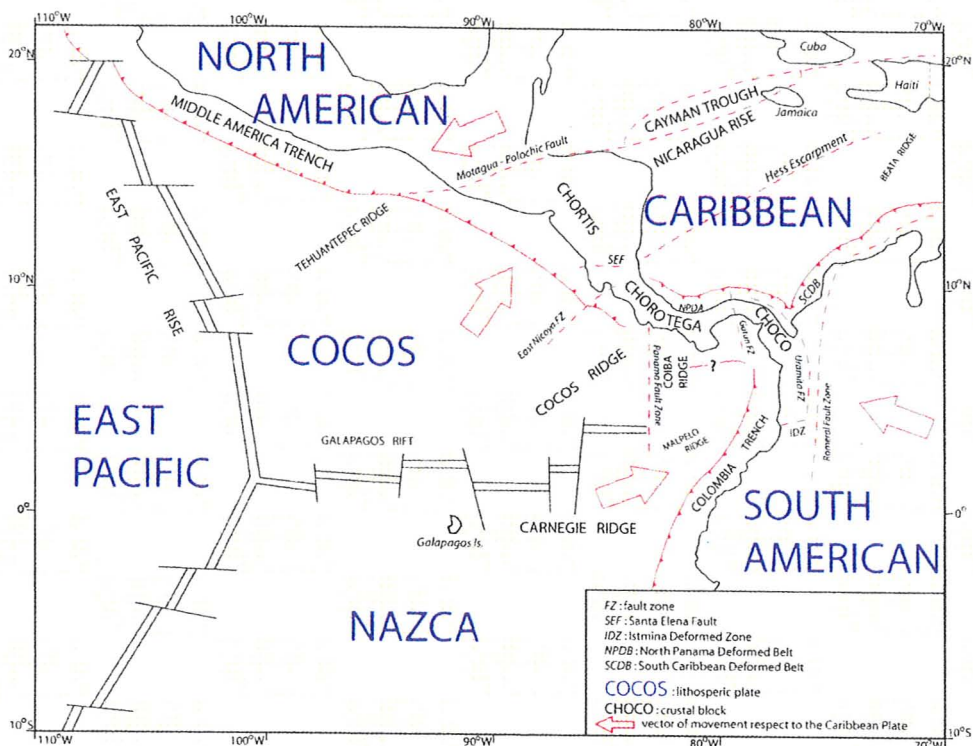 110°W
100°W
90°W
80°W
70°W
20°N
20°N
NORTH
AMERICAN
Cuba
Haiti
Jamaica
CAYMAN TROUGH
NICARAGUA RISE
MIDDLE AMERICA TRENCH
Motagua - Polochic Fault
Hess Escarpment
BEATA RIDGE
CHORTIS
CARIBBEAN
EAST PACIFIC RISE
TEHUANTEPEC RIDGE
SEF
10°N
10°N
SCDB
NPDA
CHOROTEGA
CHOCO
East Nicoya FZ
Gatun FZ
COCOS
COCOS RIDGE
Panama Fault Zone
COIBA
RIDGE
?
Uramita FZ
Romeral Fault Zone
EAST
PACIFIC
GALAPAGOS RIFT
MALPELO
RIDGE
COLOMBIA TRENCH
IDZ
0°
0°
Galapagos Is.
CARNEGIE RIDGE
SOUTH
AMERICAN
NAZCA
FZ : fault zone
SEF : Santa Elena Fault
IDZ : Istmina Deformed Zone
NPDB : North Panama Deformed Belt
SCDB : South Caribbean Deformed Belt
COCOS : lithosperic plate
CHOCO : crustal block
vector of movement respect to the Caribbean Plate
10°S
10°S
110°W
100°W
90°W
80°W
70°W